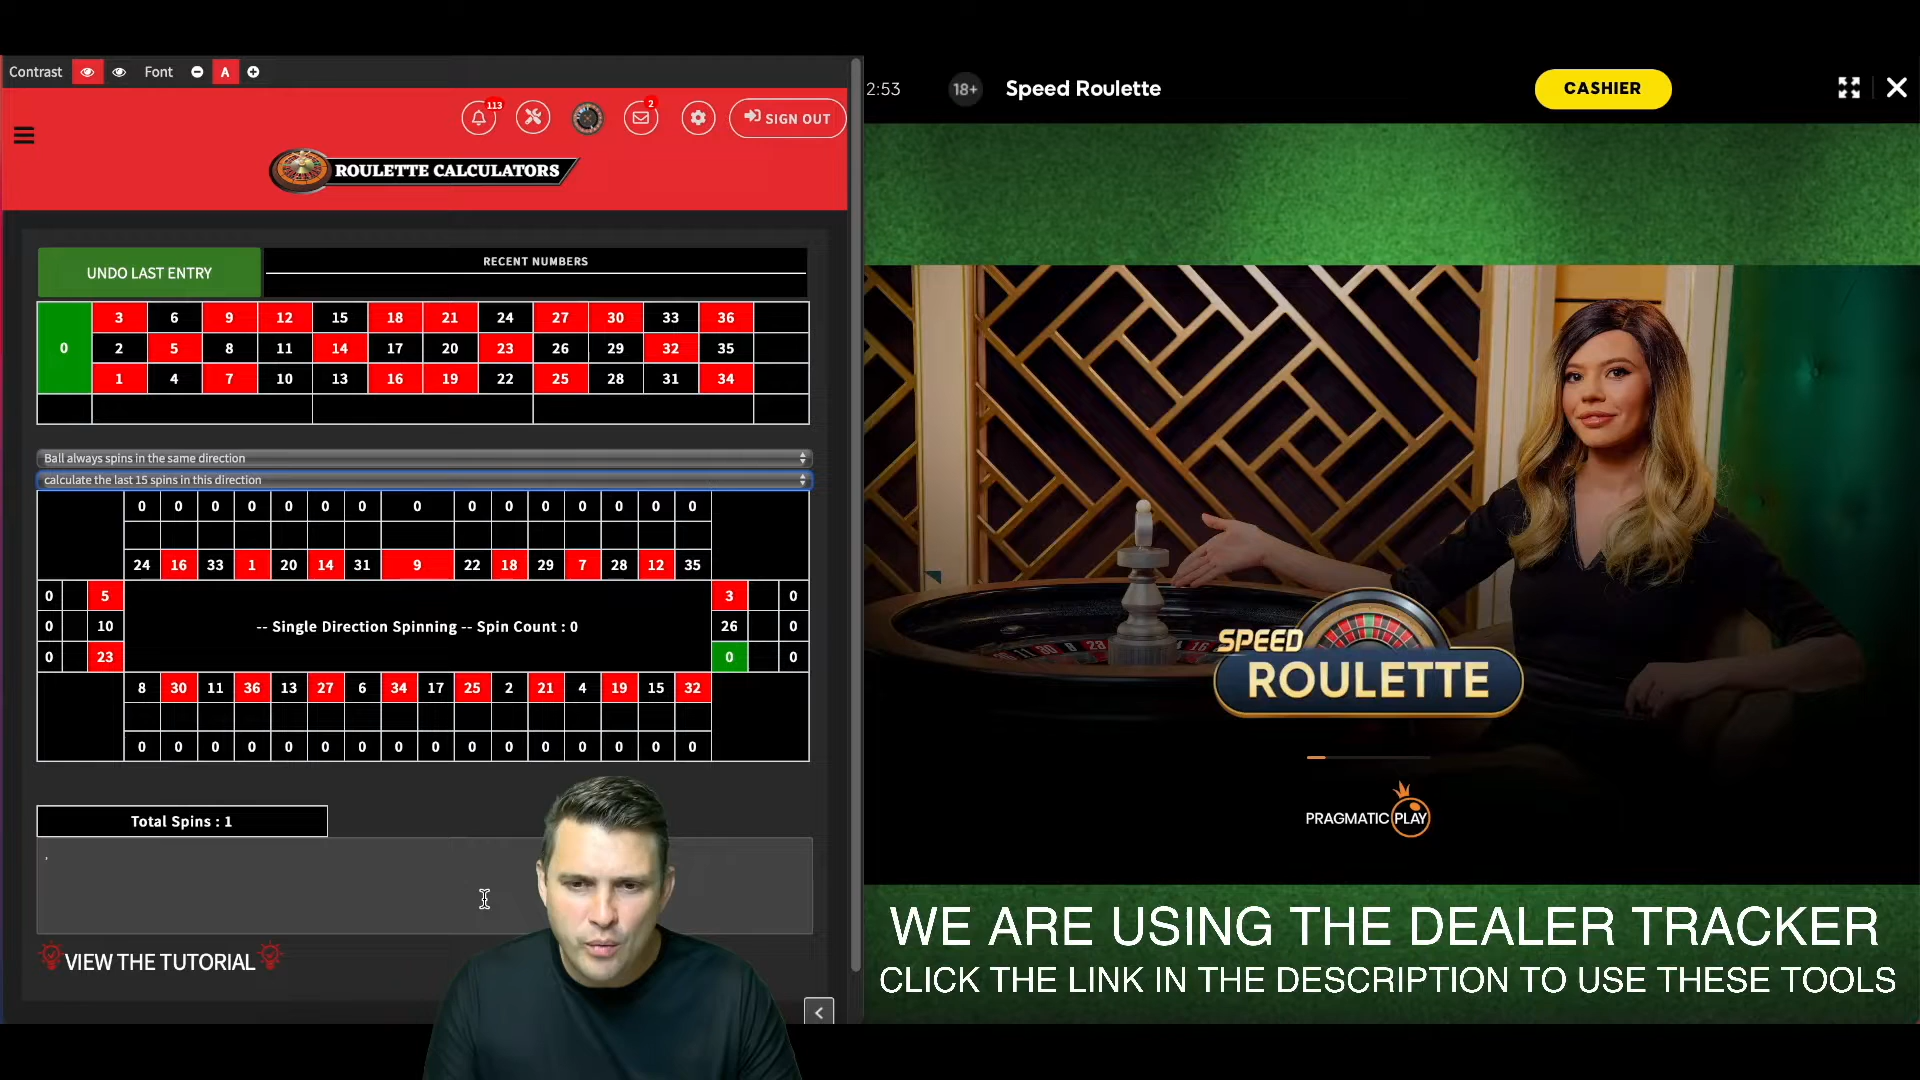 Contrast Font A
2:53 18+ Speed Roulette CASHIER
113 2 SIGN OUT
ROULETTE CALCULATORS
UNDO LAST ENTRY RECENT NUMBERS
3 6 9 12 15 18 21 24 27 30 33 36
0 2 5 8 11 14 17 20 23 26 29 32 35
1 4 7 10 13 16 19 22 25 28 31 34
Ball always spins in the same direction
calculate the last 15 spins in this direction
0 0 0 0 0 0 0 0 0 0 0 0 0 0 0
24 16 33 1 20 14 31 9 22 18 29 7 28 12 35
0 5 3 0
0 10 -- Single Direction Spinning -- Spin Count : 0 26 0
0 23 0 0
8 30 11 36 13 27 6 34 17 25 2 21 4 19 15 32
0 0 0 0 0 0 0 0 0 0 0 0 0 0 0 0
Total Spins : 1
VIEW THE TUTORIAL
SPEED
ROULETTE
PRAGMATIC PLAY
WE ARE USING THE DEALER TRACKER
CLICK THE LINK IN THE DESCRIPTION TO USE THESE TOOLS